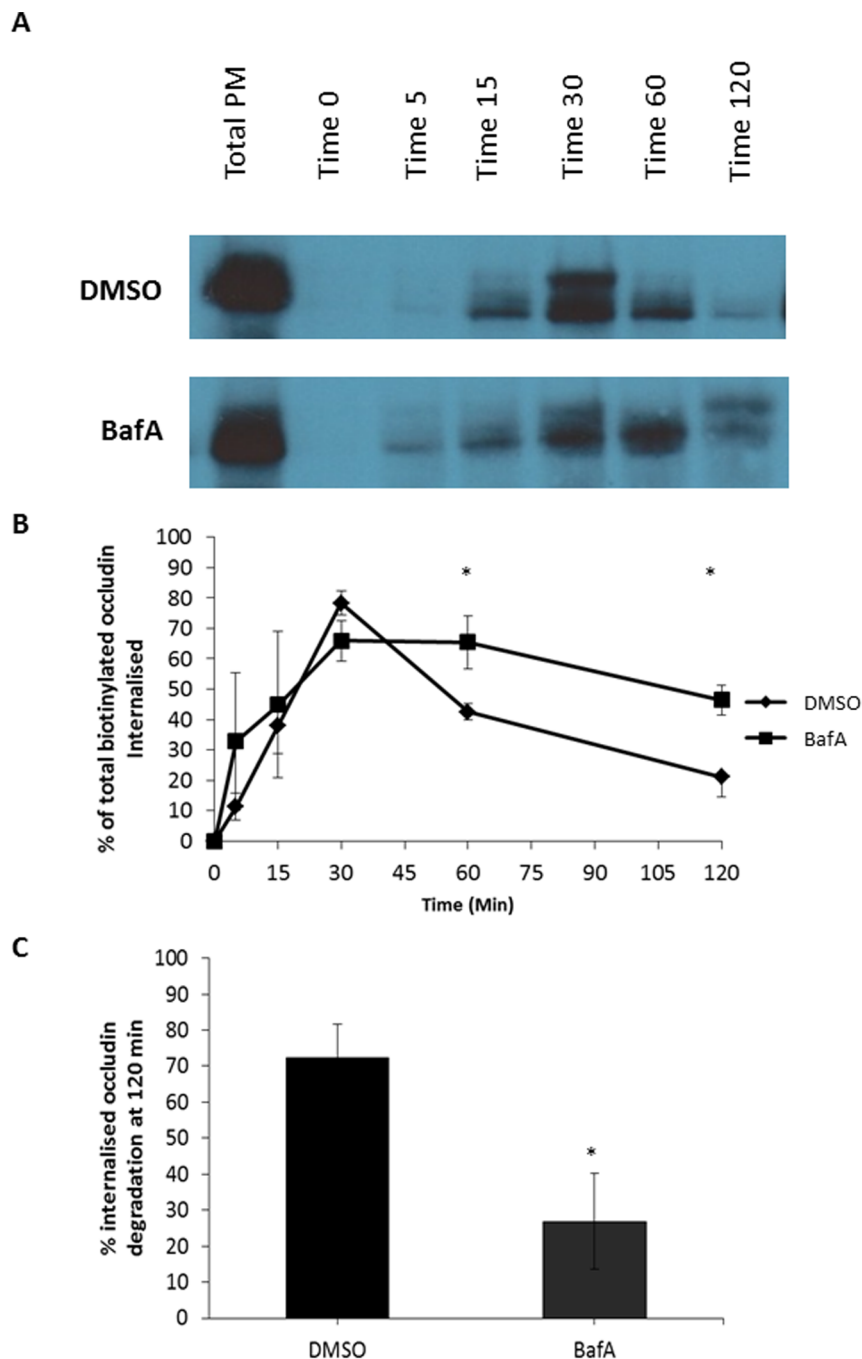 A
Total PM
Time 0
Time 5
Time 15
Time 30
Time 60
Time 120
DMSO
BafA
B
% of total biotinylated occludin
Internalised
100
90
80
70
60
50
40
30
20
10
0
*
*
DMSO
BafA
0 15 30 45 60 75 90 105 120
Time (Min)
C
% internalised occludin
degradation at 120 min
100
90
80
70
60
50
40
30
20
10
0
*
DMSO BafA